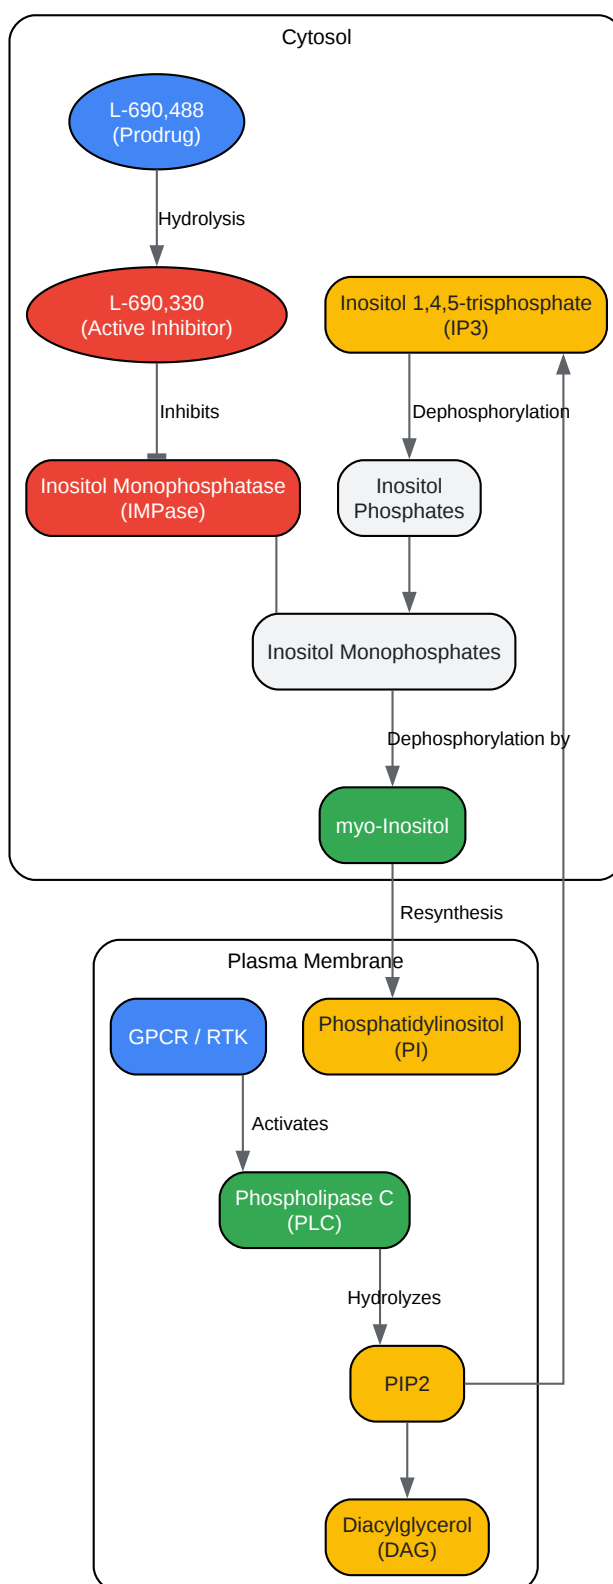 Cytosol
L-690,488
(Prodrug)
Hydrolysis
L-690,330
(Active Inhibitor)
Inositol 1,4,5-trisphosphate
(IP3)
Inhibits
Dephosphorylation
Inositol Monophosphatase
(IMPase)
Inositol
Phosphates
Inositol Monophosphates
Dephosphorylation by
myo-Inositol
Resynthesis
Plasma Membrane
GPCR / RTK
Phosphatidylinositol
(PI)
Activates
Phospholipase C
(PLC)
Hydrolyzes
PIP2
Diacylglycerol
(DAG)